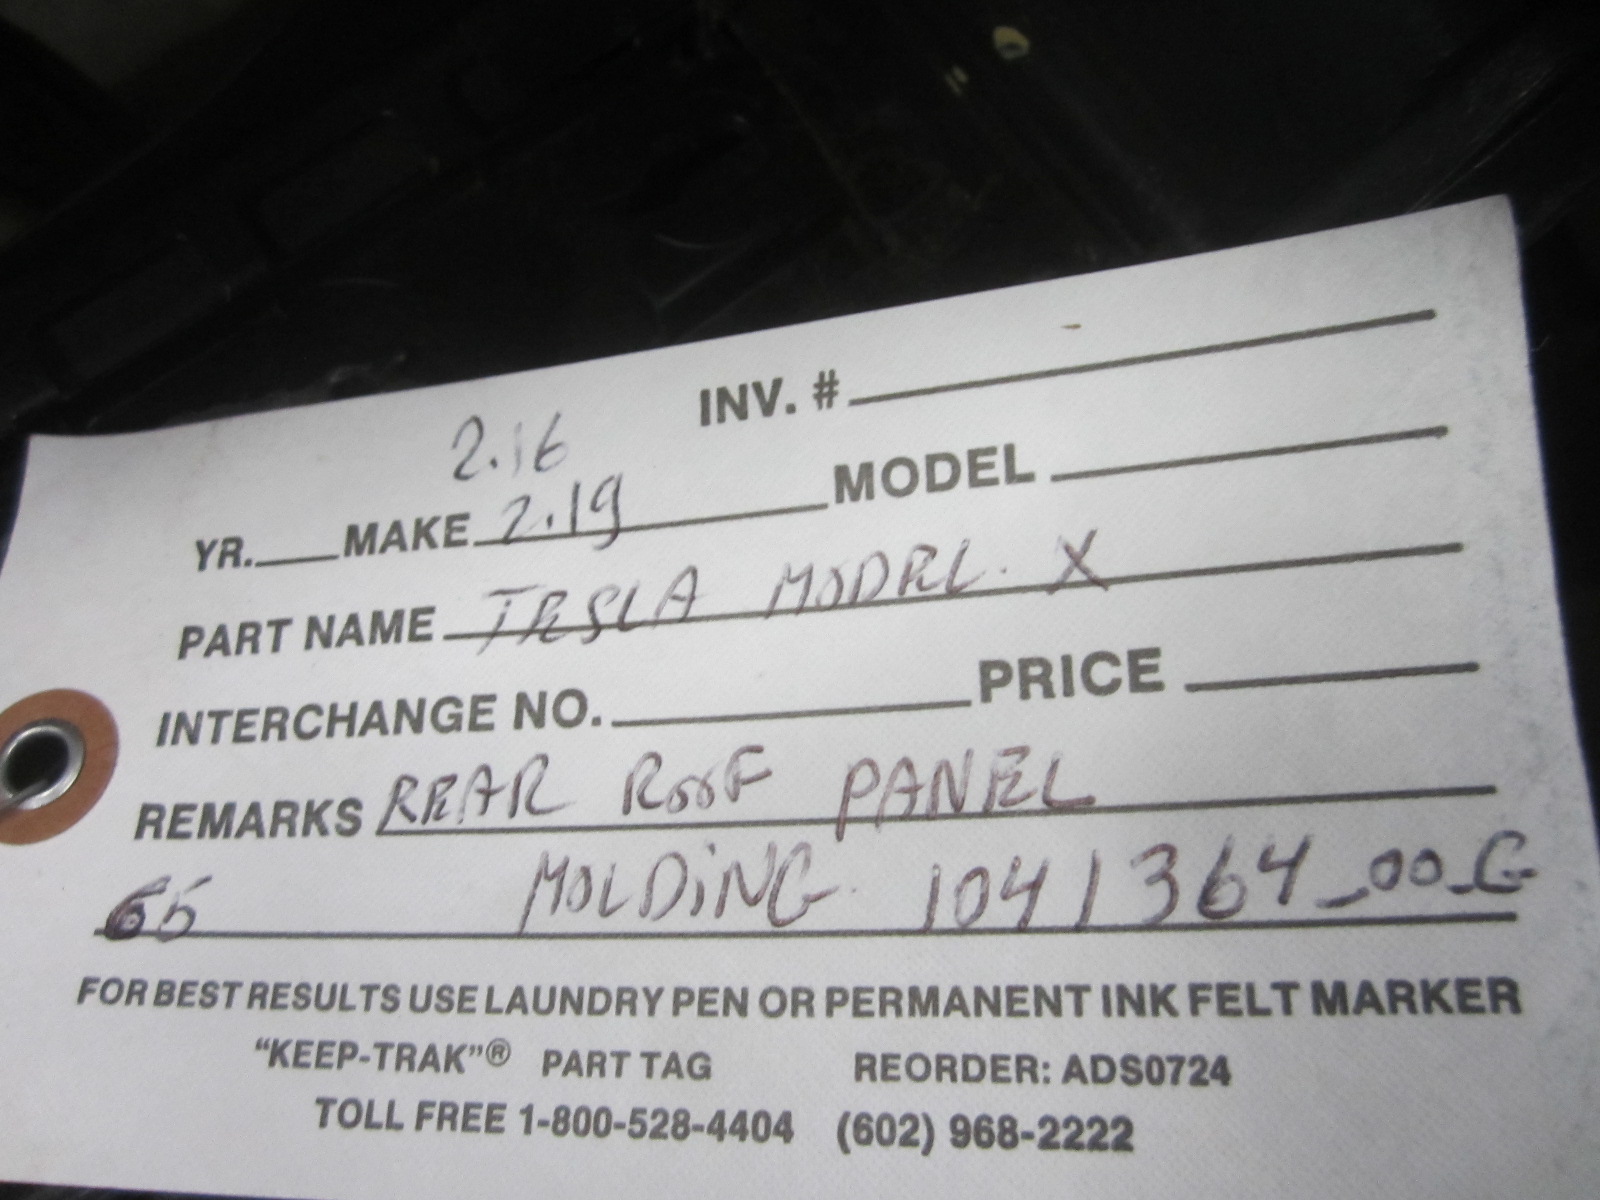 INV. #
2.16
YR. MAKE 2.19 MODEL
PART NAME TESLA MODEL. X
INTERCHANGE NO. PRICE
REMARKS REAR ROOF PANEL
65 MOLDING 1041364_00_G
FOR BEST RESULTS USE LAUNDRY PEN OR PERMANENT INK FELT MARKER
"KEEP-TRAK"® PART TAG REORDER: ADS0724
TOLL FREE 1-800-528-4404 (602) 968-2222